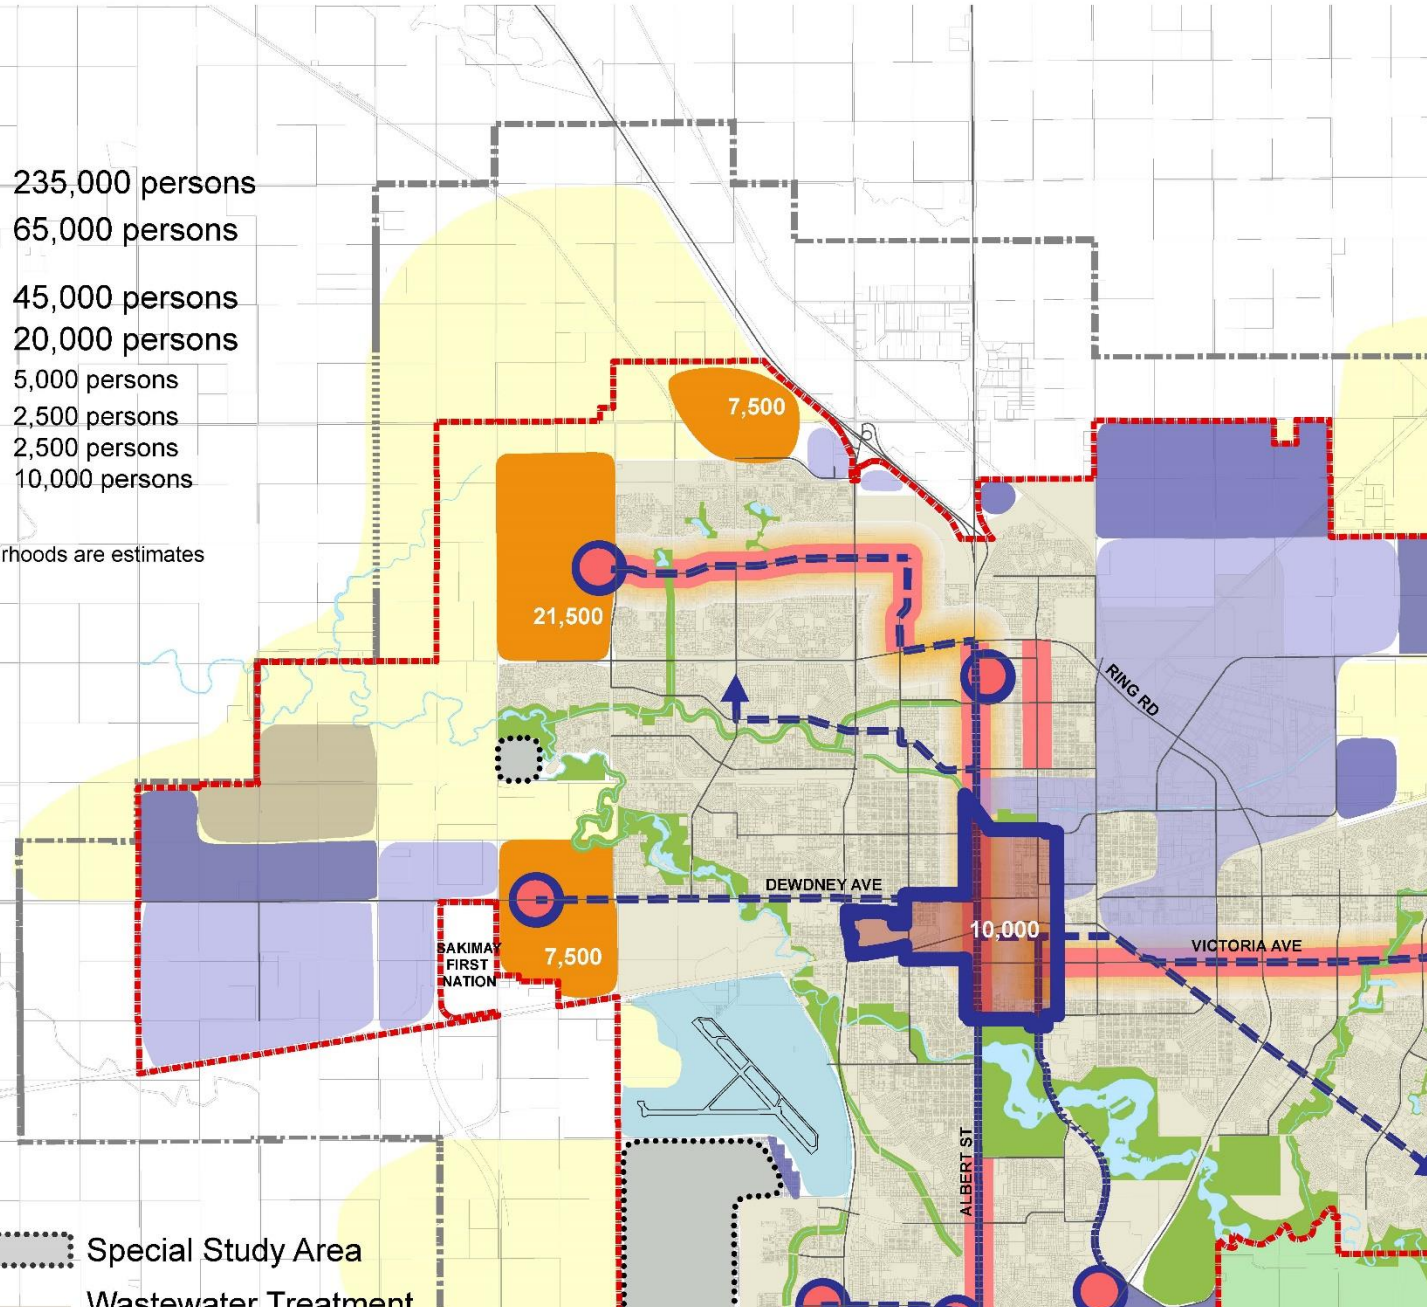 235,000 persons
65,000 persons
45,000 persons
20,000 persons
5,000 persons
2,500 persons
2,500 persons
10,000 persons
rhoods are estimates
7,500
21,500
RING RD
DEWDNEY AVE
10,000
VICTORIA AVE
SAKIMAY
FIRST
NATION
7,500
ALBERT ST
Special Study Area
Wastewater Treatment